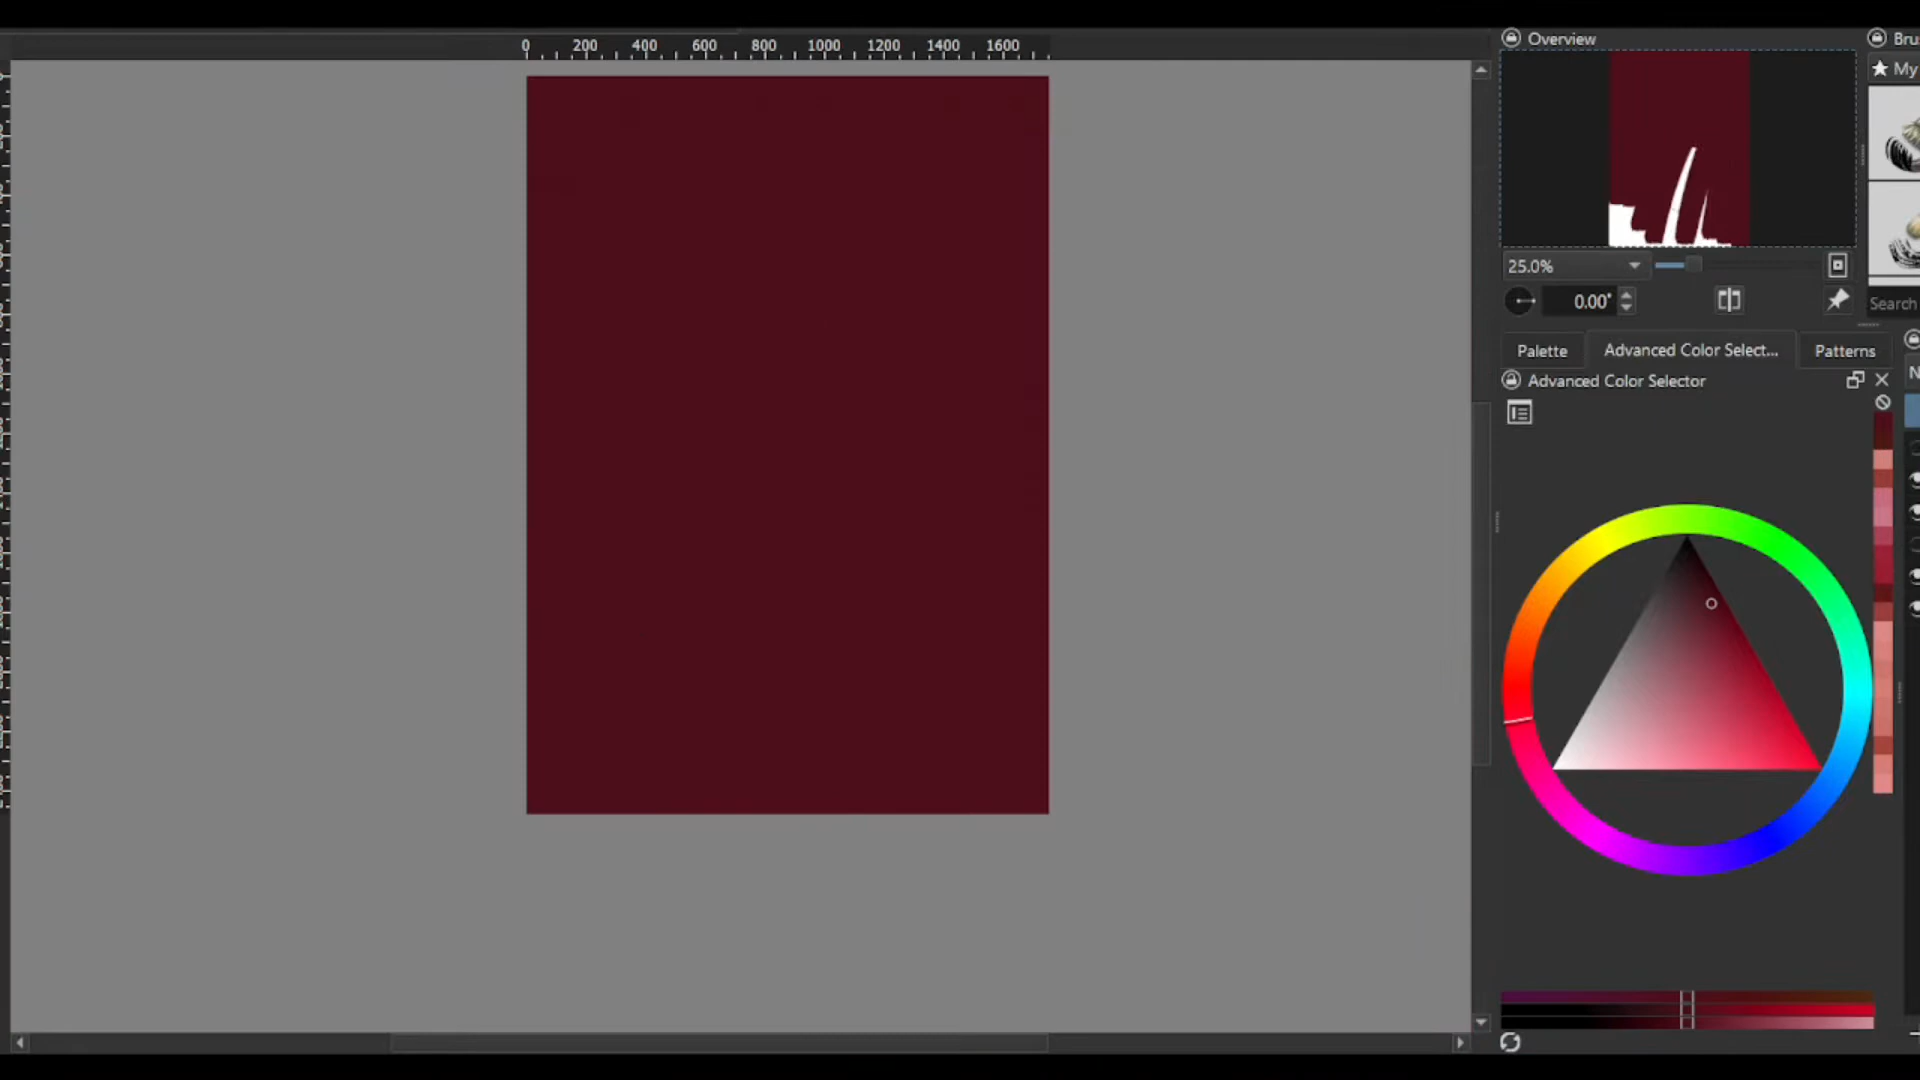 0 200 400 600 800 1000 1200 1400 1600
Overview
Bru
My
25.0%
0.00°
Search
Palette
Advanced Color Select...
Patterns
Advanced Color Selector
N